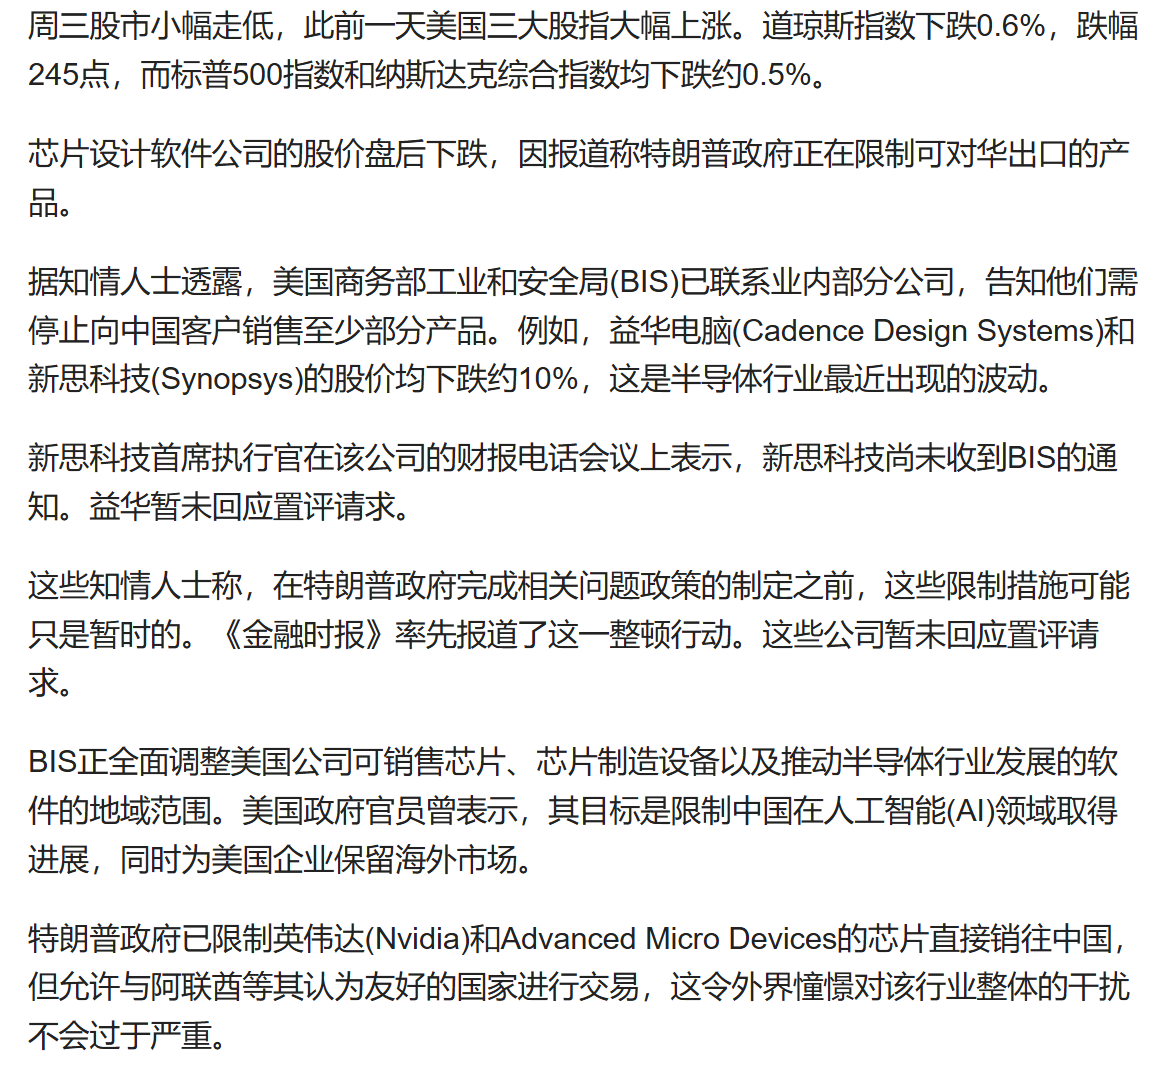 周三股市小幅走低，此前一天美国三大股指大幅上涨。道琼斯指数下跌0.6%，跌幅
245点，而标普500指数和纳斯达克综合指数均下跌约0.5%。
芯片设计软件公司的股价盘后下跌，因报道称特朗普政府正在限制可对华出口的产
品。
据知情人士透露，美国商务部工业和安全局(BIS)已联系业内部分公司，告知他们需
停止向中国客户销售至少部分产品。例如，益华电脑(Cadence Design Systems)和
新思科技(Synopsys)的股价均下跌约10%，这是半导体行业最近出现的波动。
新思科技首席执行官在该公司的财报电话会议上表示，新思科技尚未收到BIS的通
知。益华暂未回应置评请求。
这些知情人士称，在特朗普政府完成相关问题政策的制定之前，这些限制措施可能
只是暂时的。《金融时报》率先报道了这一整顿行动。这些公司暂未回应置评请
求。
BIS正全面调整美国公司可销售芯片、芯片制造设备以及推动半导体行业发展的软
件的地域范围。美国政府官员曾表示，其目标是限制中国在人工智能(AI)领域取得
进展，同时为美国企业保留海外市场。
特朗普政府已限制英伟达(Nvidia)和Advanced Micro Devices的芯片直接销往中国，
但允许与阿联酋等其认为友好的国家进行交易，这令外界憧憬对该行业整体的干扰
不会过于严重。